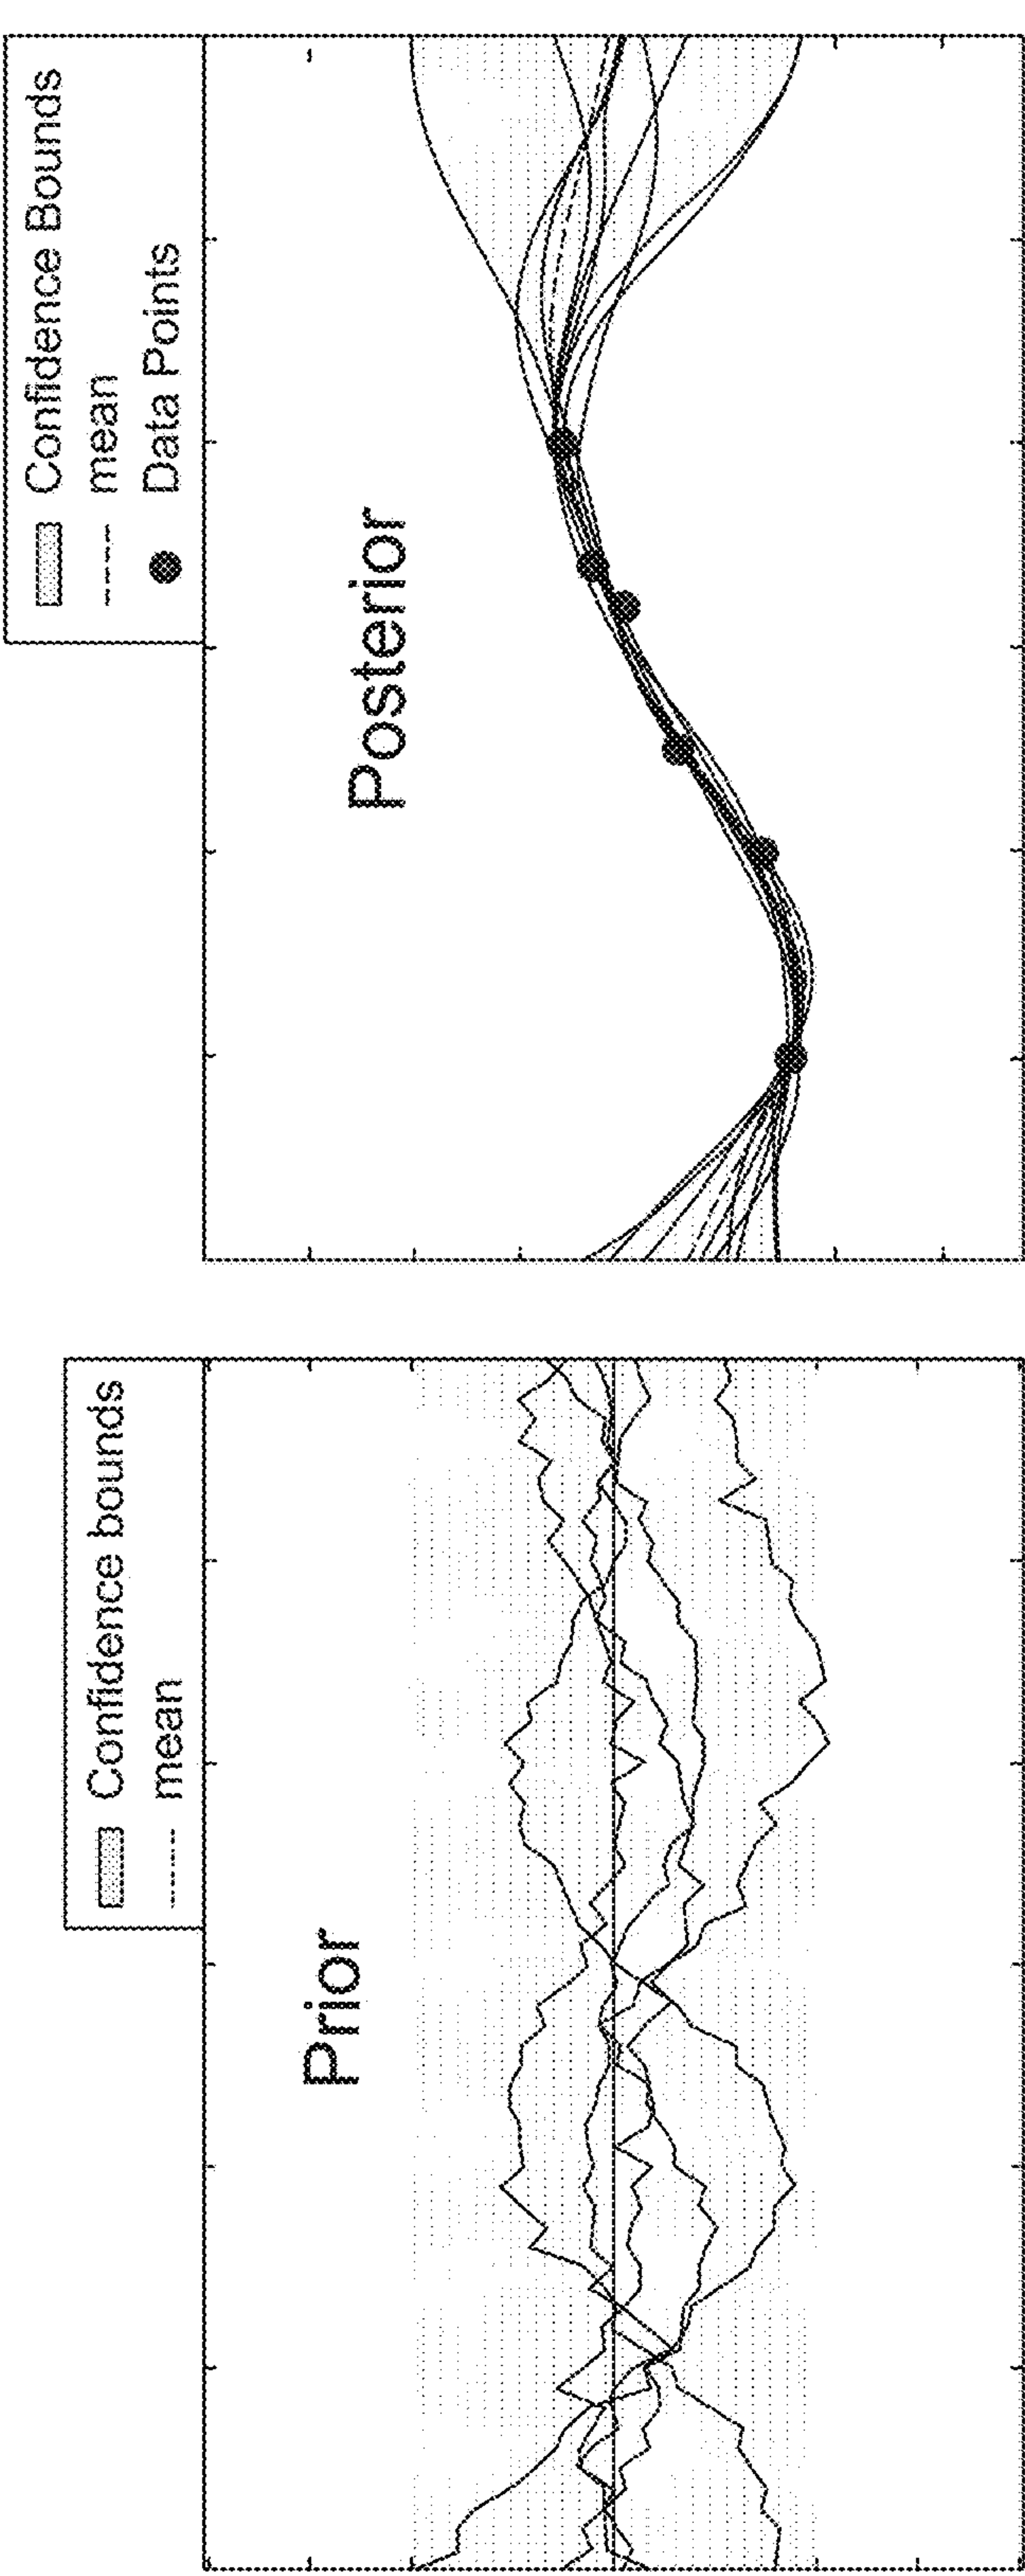 Confidence bounds
mean
Prior
Confidence Bounds
mean
Data Points
Posterior